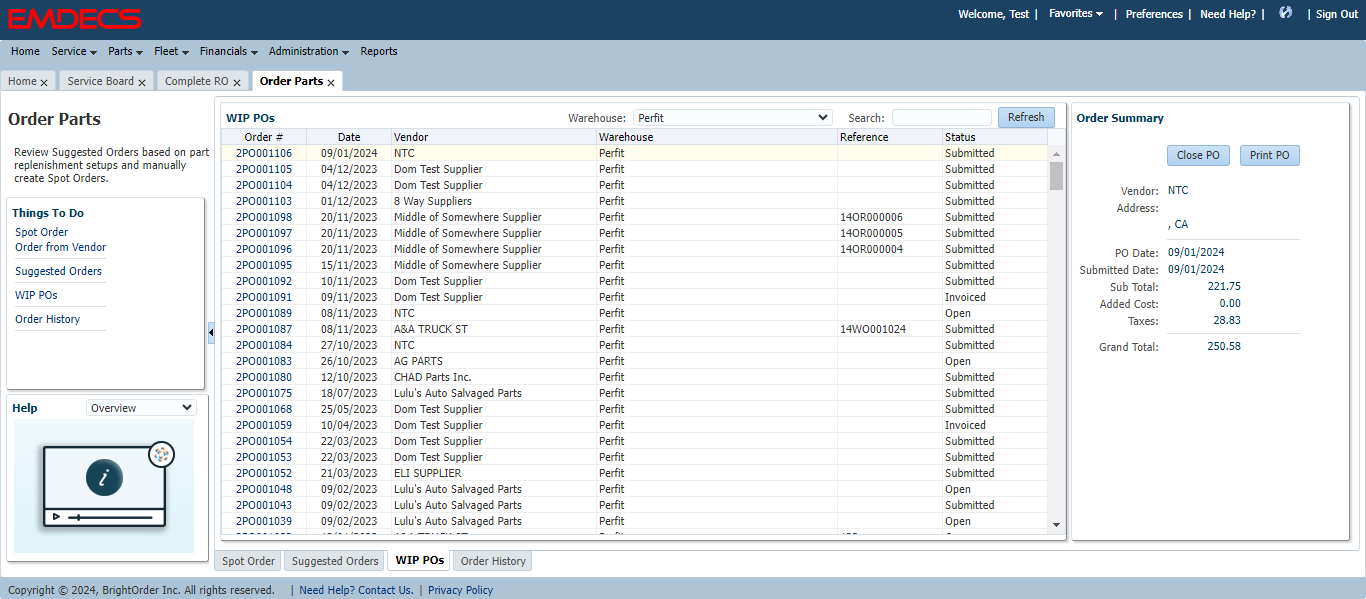 EMDECS
Welcome, Test | Favorites | Preferences | Need Help? | | Sign Out
Home Service Parts Fleet Financials Administration Reports
Home x Service Board x Complete RO x Order Parts x
Order Parts
Review Suggested Orders based on part
replenishment setups and manually
create Spot Orders.
Things To Do
Spot Order
Order from Vendor
Suggested Orders
WIP POs
Order History
Help Overview
i
WIP POs Warehouse: Perfit Search: Refresh
Order # Date Vendor Warehouse Reference Status
2PO001106 09/01/2024 NTC Perfit Submitted
2PO001105 04/12/2023 Dom Test Supplier Perfit Submitted
2PO001104 04/12/2023 Dom Test Supplier Perfit Submitted
2PO001103 01/12/2023 8 Way Suppliers Perfit Submitted
2PO001098 20/11/2023 Middle of Somewhere Supplier Perfit 14OR000006 Submitted
2PO001097 20/11/2023 Middle of Somewhere Supplier Perfit 14OR000005 Submitted
2PO001096 20/11/2023 Middle of Somewhere Supplier Perfit 14OR000004 Submitted
2PO001095 15/11/2023 Middle of Somewhere Supplier Perfit Submitted
2PO001092 10/11/2023 Dom Test Supplier Perfit Submitted
2PO001091 09/11/2023 Dom Test Supplier Perfit Invoiced
2PO001089 08/11/2023 NTC Perfit Open
2PO001087 08/11/2023 A&A TRUCK ST Perfit 14WO001024 Submitted
2PO001084 27/10/2023 NTC Perfit Submitted
2PO001083 26/10/2023 AG PARTS Perfit Open
2PO001080 12/10/2023 CHAD Parts Inc. Perfit Submitted
2PO001075 18/07/2023 Lulu's Auto Salvaged Parts Perfit Submitted
2PO001068 25/05/2023 Dom Test Supplier Perfit Submitted
2PO001059 10/04/2023 Dom Test Supplier Perfit Invoiced
2PO001054 22/03/2023 Dom Test Supplier Perfit Submitted
2PO001053 22/03/2023 Dom Test Supplier Perfit Submitted
2PO001052 21/03/2023 ELI SUPPLIER Perfit Submitted
2PO001048 09/02/2023 Lulu's Auto Salvaged Parts Perfit Open
2PO001043 09/02/2023 Lulu's Auto Salvaged Parts Perfit Submitted
2PO001039 09/02/2023 Lulu's Auto Salvaged Parts Perfit Open
Spot Order Suggested Orders WIP POs Order History
Order Summary
Close PO Print PO
Vendor: NTC
Address:
, CA
PO Date: 09/01/2024
Submitted Date: 09/01/2024
Sub Total: 221.75
Added Cost: 0.00
Taxes: 28.83
Grand Total: 250.58
Copyright © 2024, BrightOrder Inc. All rights reserved. | Need Help? Contact Us. | Privacy Policy